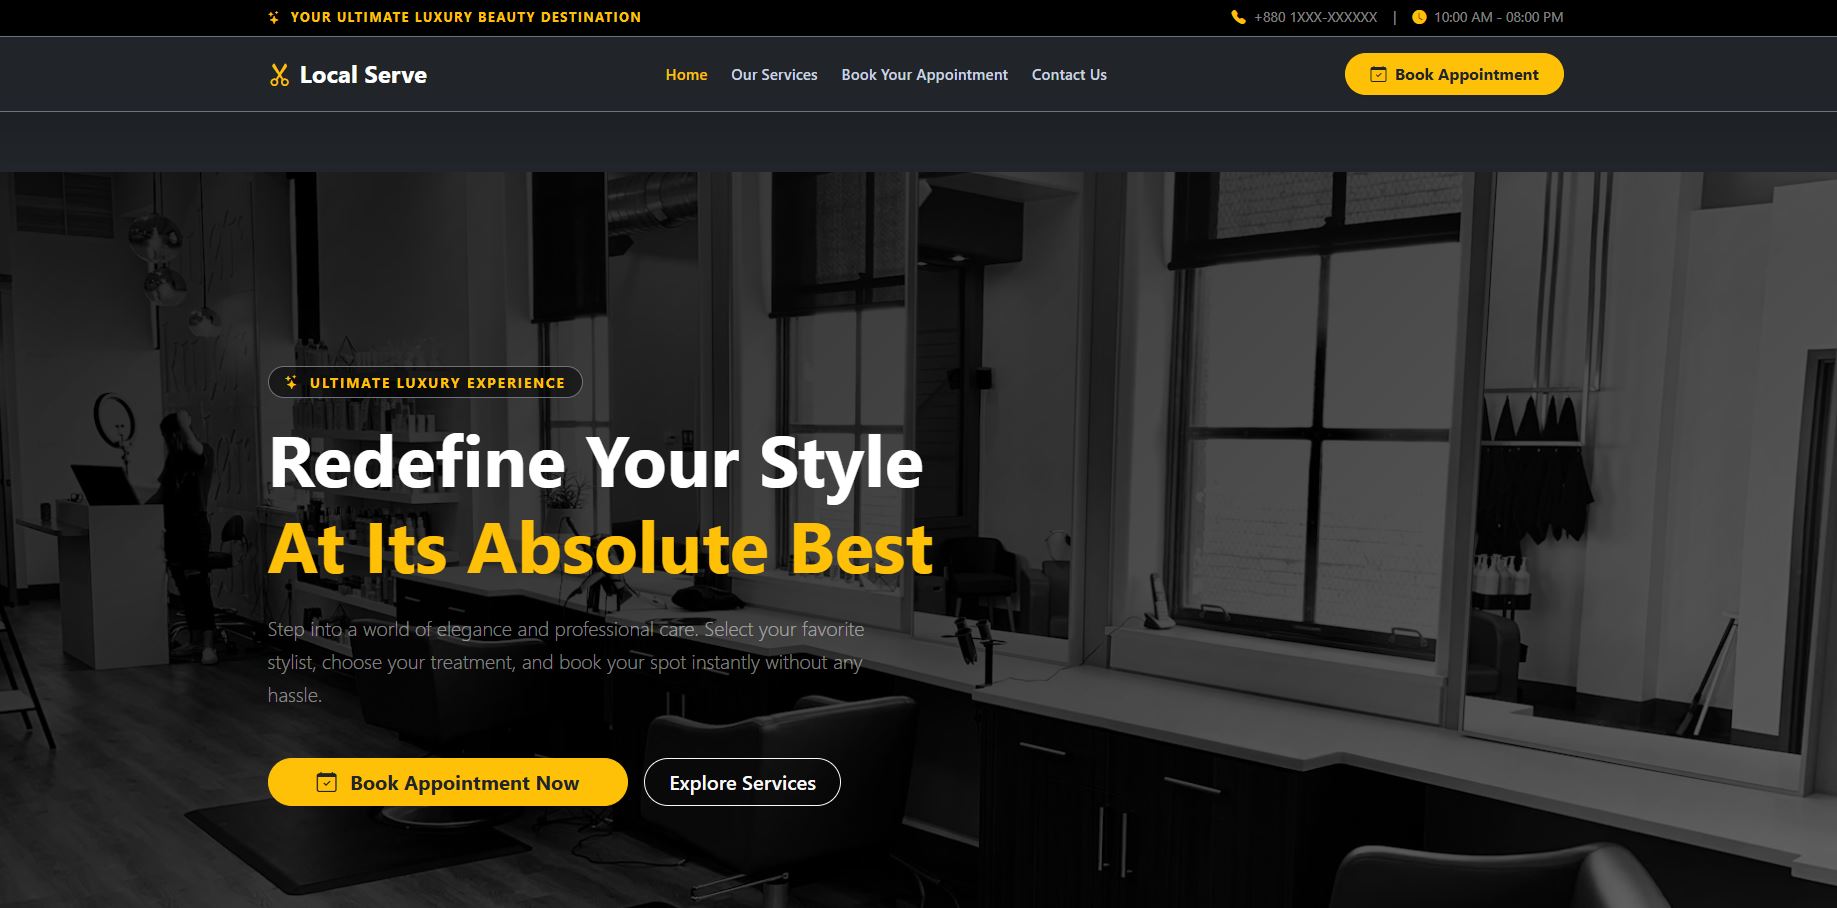 YOUR ULTIMATE LUXURY BEAUTY DESTINATION
+880 1XXX-XXXXXX | 10:00 AM - 08:00 PM
Local Serve
Home
Our Services
Book Your Appointment
Contact Us
Book Appointment
ULTIMATE LUXURY EXPERIENCE
Redefine Your Style
At Its Absolute Best
Step into a world of elegance and professional care. Select your favorite
stylist, choose your treatment, and book your spot instantly without any
hassle.
Book Appointment Now
Explore Services